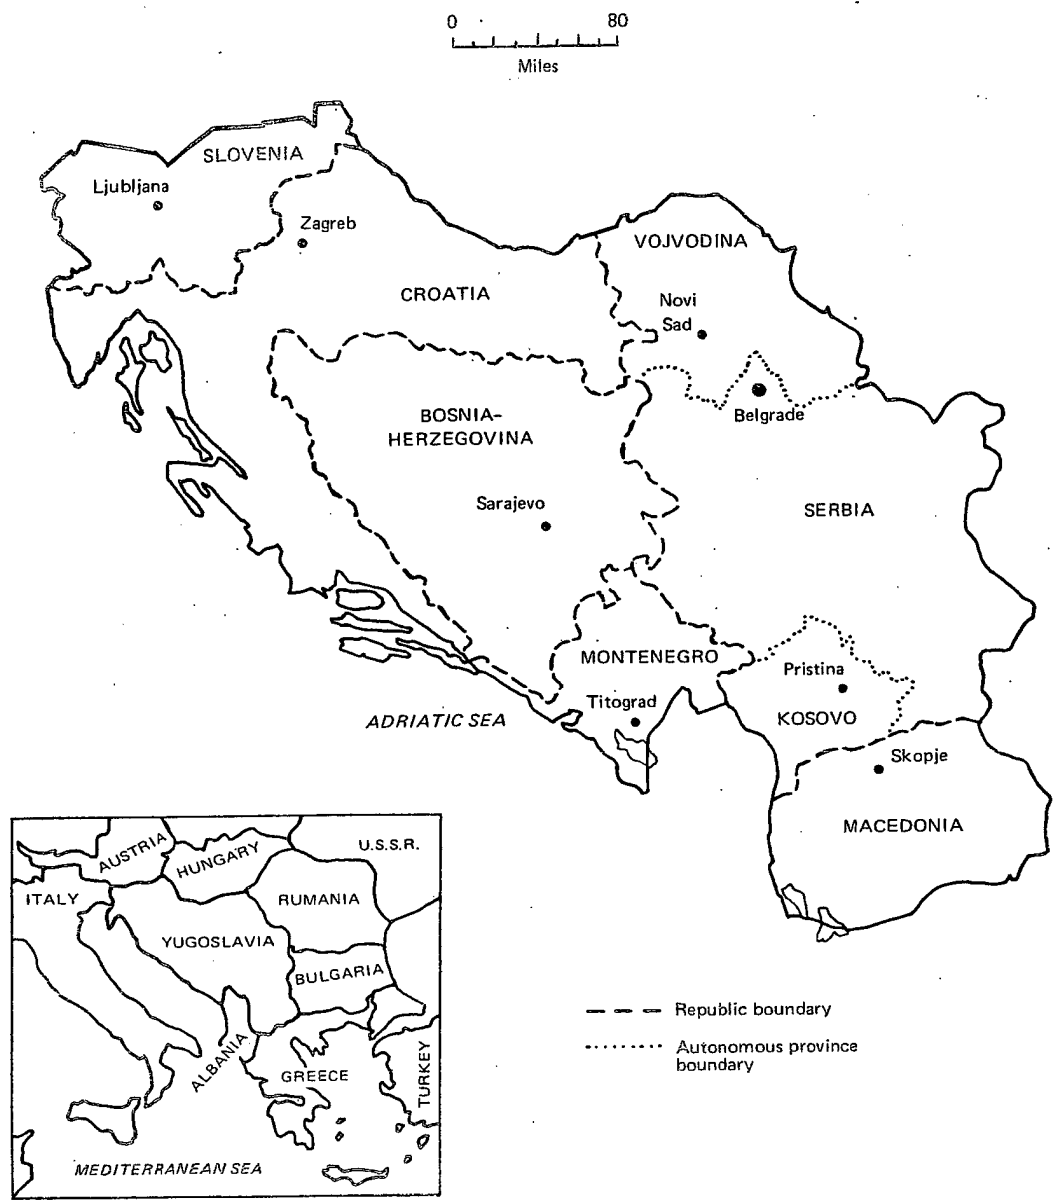 0 80
Miles
SLOVENIA
Ljubljana
Zagreb
VOJVODINA
CROATIA
Novi
Sad
Belgrade
BOSNIA-
HERZEGOVINA
Sarajevo
SERBIA
MONTENEGRO
Pristina
Titograd
KOSOVO
ADRIATIC SEA
Skopje
MACEDONIA
AUSTRIA
HUNGARY
U.S.S.R.
ITALY
RUMANIA
YUGOSLAVIA
BULGARIA
ALBANIA
GREECE
TURKEY
MEDITERRANEAN SEA
Republic boundary
Autonomous province
boundary